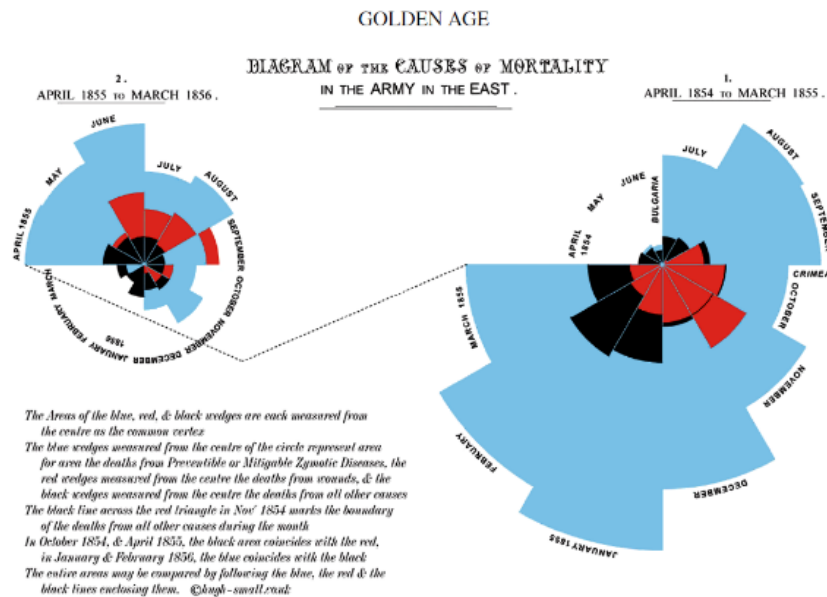 GOLDEN AGE
DIAGRAM OF THE CAUSES OF MORTALITY
IN THE ARMY IN THE EAST.
2.
APRIL 1855 TO MARCH 1856.
1.
APRIL 1854 TO MARCH 1855.
APRIL 1855
MAY
JUNE
JULY
AUGUST
SEPTEMBER
OCTOBER
NOVEMBER
DECEMBER
JANUARY
1856
FEBRUARY
MARCH
APRIL
1854
MAY
JUNE
BULGARIA
JULY
AUGUST
SEPTEMBER
CRIMEA
OCTOBER
NOVEMBER
DECEMBER
JANUARY 1855
FEBRUARY
MARCH 1855
The Areas of the blue, red, & black wedges are each measured from
the centre as the common vertex
The blue wedges measured from the centre of the circle represent area
for area the deaths from Preventible or Mitigable Zymotic Diseases, the
red wedges measured from the centre the deaths from wounds, & the
black wedges measured from the centre the deaths from all other causes
The black line across the red triangle in Nov' 1854 marks the boundary
of the deaths from all other causes during the month
In October 1854, & April 1855, the black area coincides with the red,
in January & February 1856, the blue coincides with the black
The entire areas may be compared by following the blue, the red & the
black lines enclosing them. ©hugh-small.co.uk